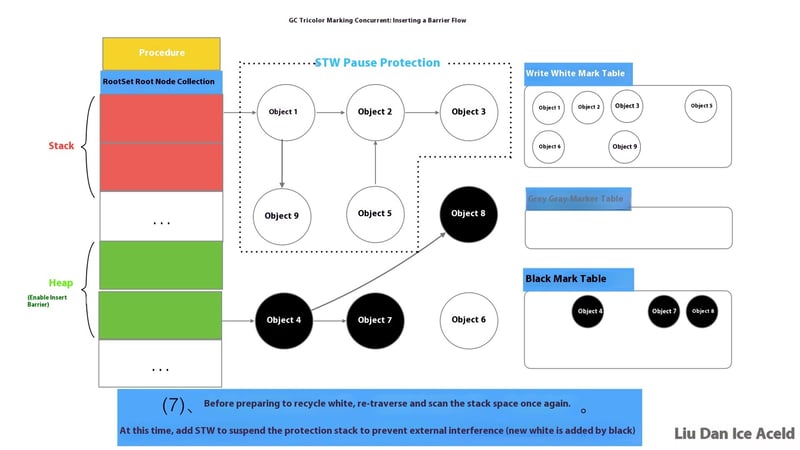 GC Tricolor Marking Concurrent: Inserting a Barrier Flow
Procedure
RootSet Root Node Collection
Stack
...
Heap
(Enable Insert
Barrier)
...
STW Pause Protection
Object 1
Object 2
Object 3
Object 9
Object 5
Object 8
Object 4
Object 7
Object 6
Write White Mark Table
Object 1
Object 2
Object 3
Object 5
Object 6
Object 9
Grey Gray-Marker Table
Black Mark Table
Object 4
Object 7
Object 8
(7)、 Before preparing to recycle white, re-traverse and scan the stack space once again. 。
At this time, add STW to suspend the protection stack to prevent external interference (new white is added by black)
Liu Dan Ice Aceld